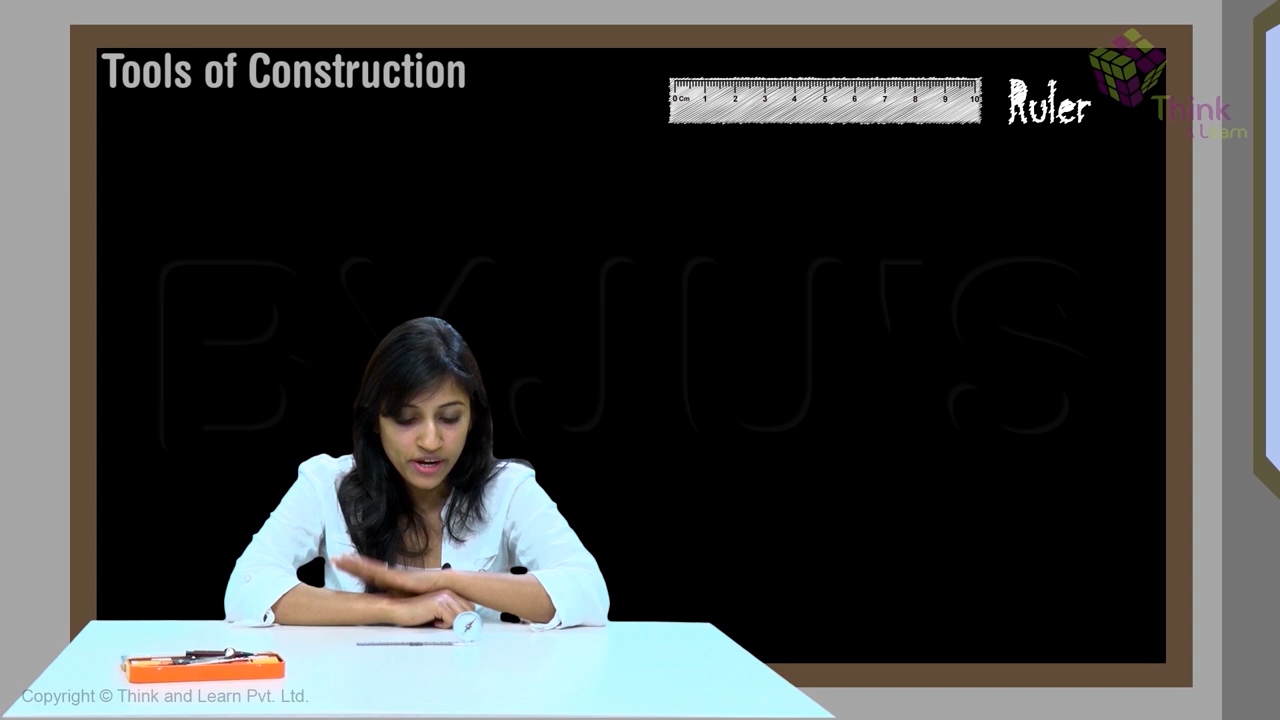 Tools of Construction
0 Cm 1 2 3 4 5 6 7 8 9 10
Ruler
Think
& Learn
BYJU'S
Copyright © Think and Learn Pvt. Ltd.